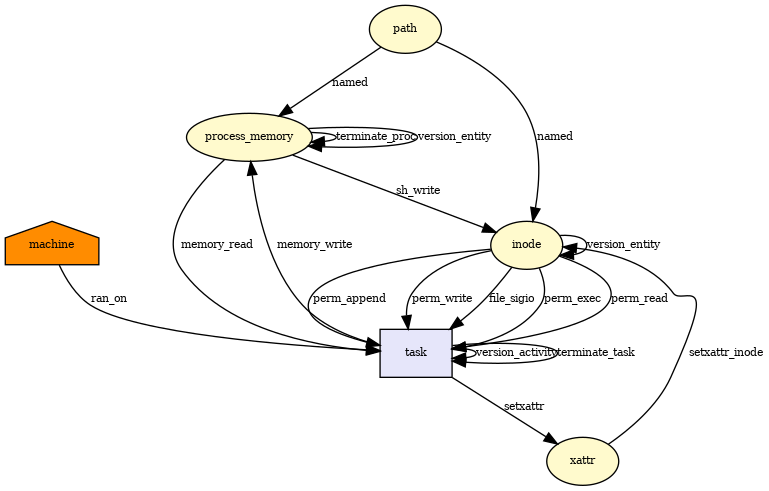 path
named
process_memory
terminate_proc
version_entity
named
sh_write
machine
memory_read
memory_write
inode
version_entity
ran_on
perm_append
perm_write
file_sigio
perm_exec
perm_read
task
version_activity
terminate_task
setxattr_inode
setxattr
xattr